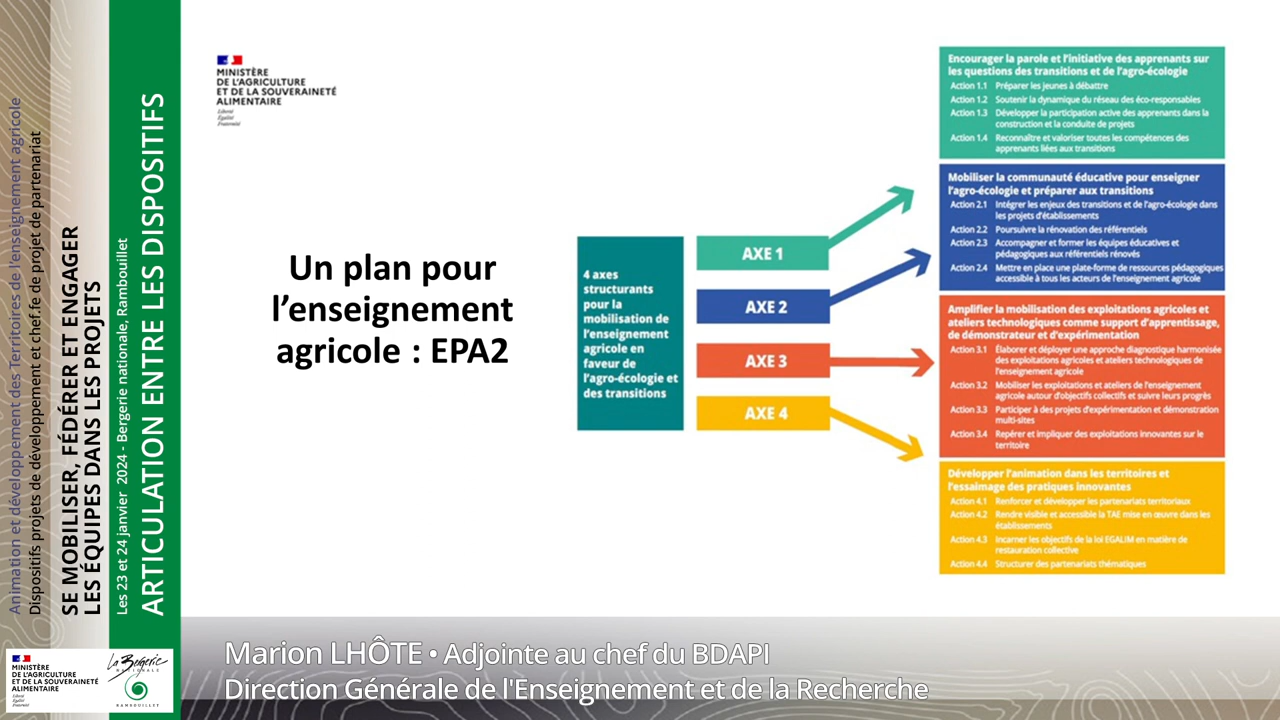 Animation et développement des Territoires de l'enseignement agricole
Dispositifs projets de développement et chef.fe de projet de partenariat
SE MOBILISER, FÉDÉRER ET ENGAGER
LES ÉQUIPES DANS LES PROJETS
Les 23 et 24 janvier 2024 - Bergerie nationale, Rambouillet
ARTICULATION ENTRE LES DISPOSITIFS
MINISTÈRE
DE L'AGRICULTURE
ET DE LA SOUVERAINETÉ
ALIMENTAIRE
Liberté
Égalité
Fraternité
Un plan pour
l'enseignement
agricole : EPA2
4 axes
structurants
pour la
mobilisation de
l'enseignement
agricole en
faveur de
l'agro-écologie et
des transitions
AXE 1
AXE 2
AXE 3
AXE 4
Encourager la parole et l'initiative des apprenants sur
les questions des transitions et de l'agro-écologie
Action 1.1 Préparer les jeunes à débattre
Action 1.2 Soutenir la dynamique du réseau des éco-responsables
Action 1.3 Développer la participation active des apprenants dans la
construction et la conduite de projets
Action 1.4 Reconnaître et valoriser toutes les compétences des
apprenants liées aux transitions
Mobiliser la communauté éducative pour enseigner
l'agro-écologie et préparer aux transitions
Action 2.1 Intégrer les enjeux des transitions et de l'agro-écologie dans
les projets d'établissements
Action 2.2 Poursuivre la rénovation des référentiels
Action 2.3 Accompagner et former les équipes éducatives et
pédagogiques aux référentiels rénovés
Action 2.4 Mettre en place une plate-forme de ressources pédagogiques
accessible à tous les acteurs de l'enseignement agricole
Amplifier la mobilisation des exploitations agricoles et
ateliers technologiques comme support d'apprentissage,
de démonstrateur et d'expérimentation
Action 3.1 Élaborer et déployer une approche diagnostique harmonisée
des exploitations agricoles et ateliers technologiques de
l'enseignement agricole
Action 3.2 Mobiliser les exploitations et ateliers de l'enseignement
agricole autour d'objectifs collectifs et suivre leurs progrès
Action 3.3 Participer à des projets d'expérimentation et démonstration
multi-sites
Action 3.4 Repérer et impliquer des exploitations innovantes sur le
territoire
Développer l'animation dans les territoires et
l'essaimage des pratiques innovantes
Action 4.1 Renforcer et développer les partenariats territoriaux
Action 4.2 Rendre visible et accessible la TAE mise en œuvre dans les
établissements
Action 4.3 Incarner les objectifs de la loi EGALIM en matière de
restauration collective
Action 4.4 Structurer des partenariats thématiques
Marion LHÔTE • Adjointe au chef du BDAPI
Direction Générale de l'Enseignement et de la Recherche
MINISTÈRE
DE L'AGRICULTURE
ET DE LA SOUVERAINETÉ
ALIMENTAIRE
Liberté
Égalité
Fraternité
La Bergerie
NATIONALE
RAMBOUILLET